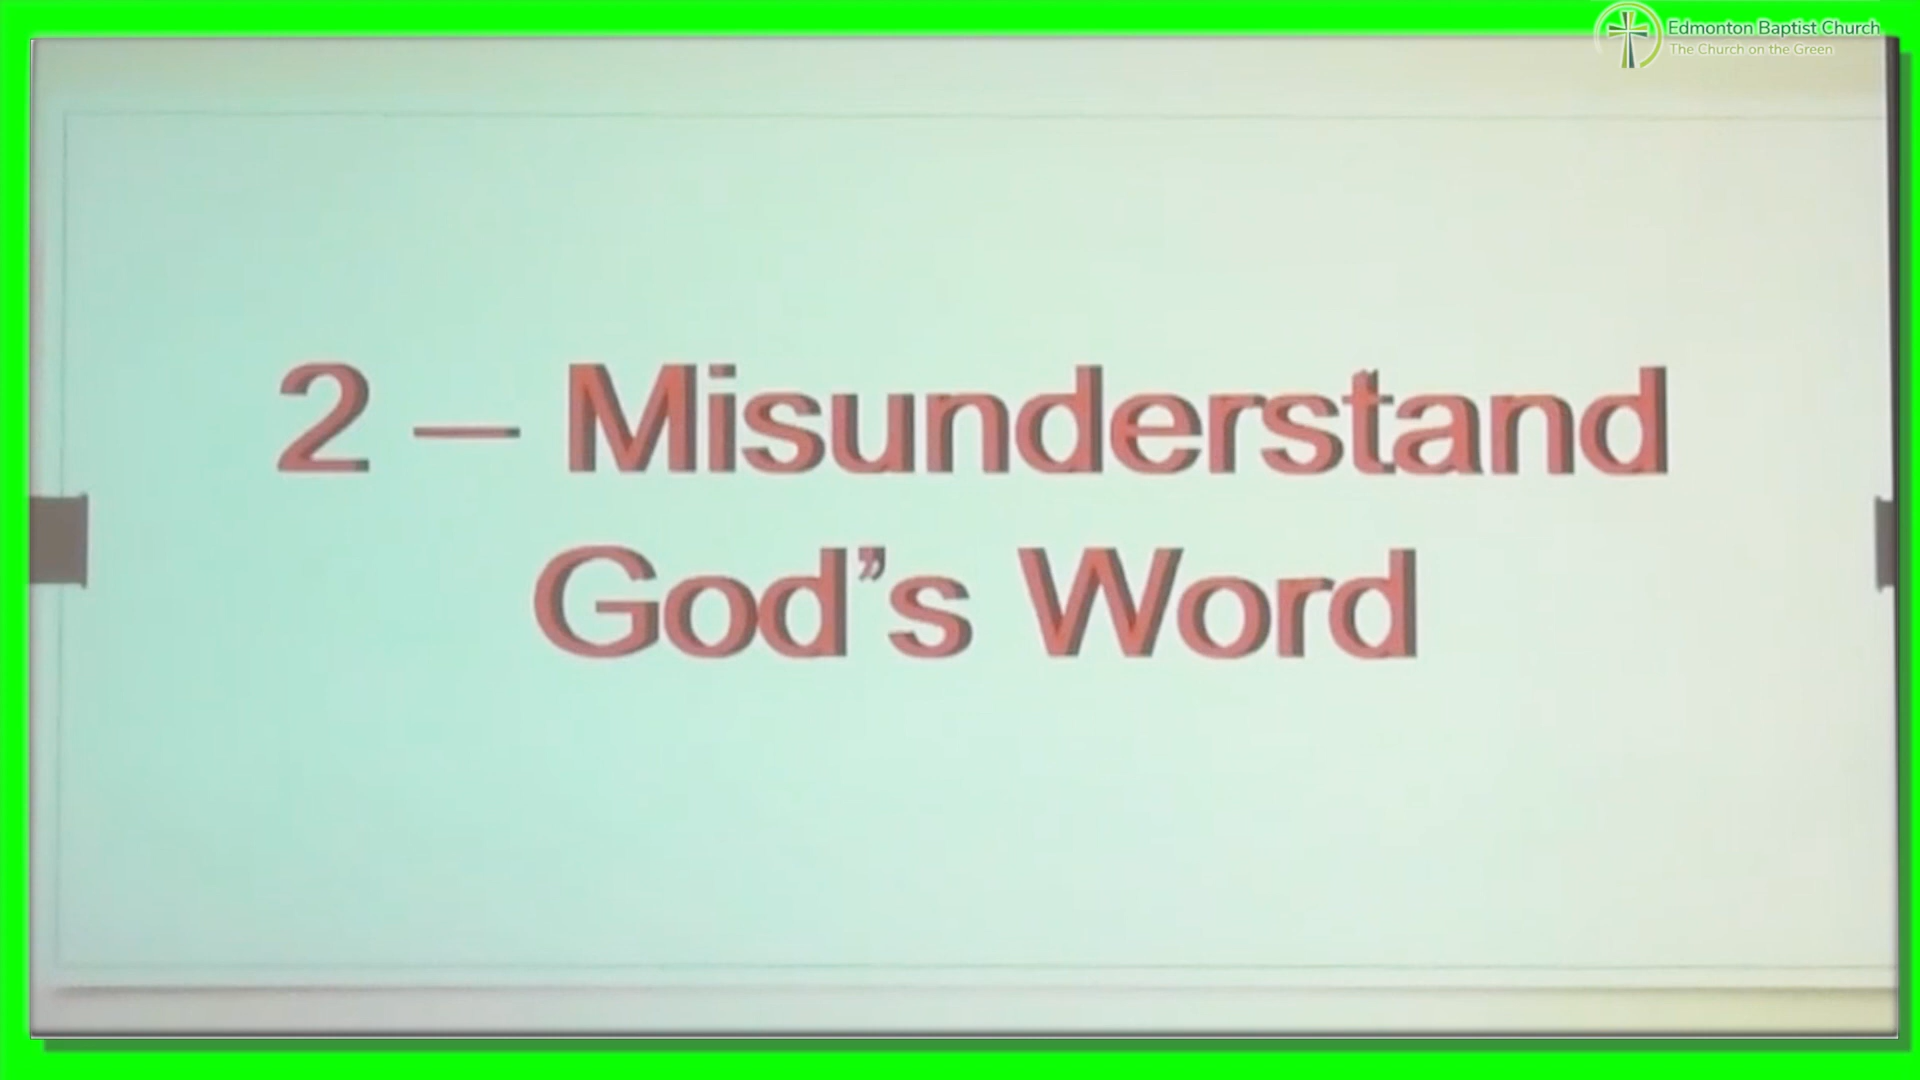 Edmonton Baptist Church
The Church on the Green
2 – Misunderstand
God”s Word